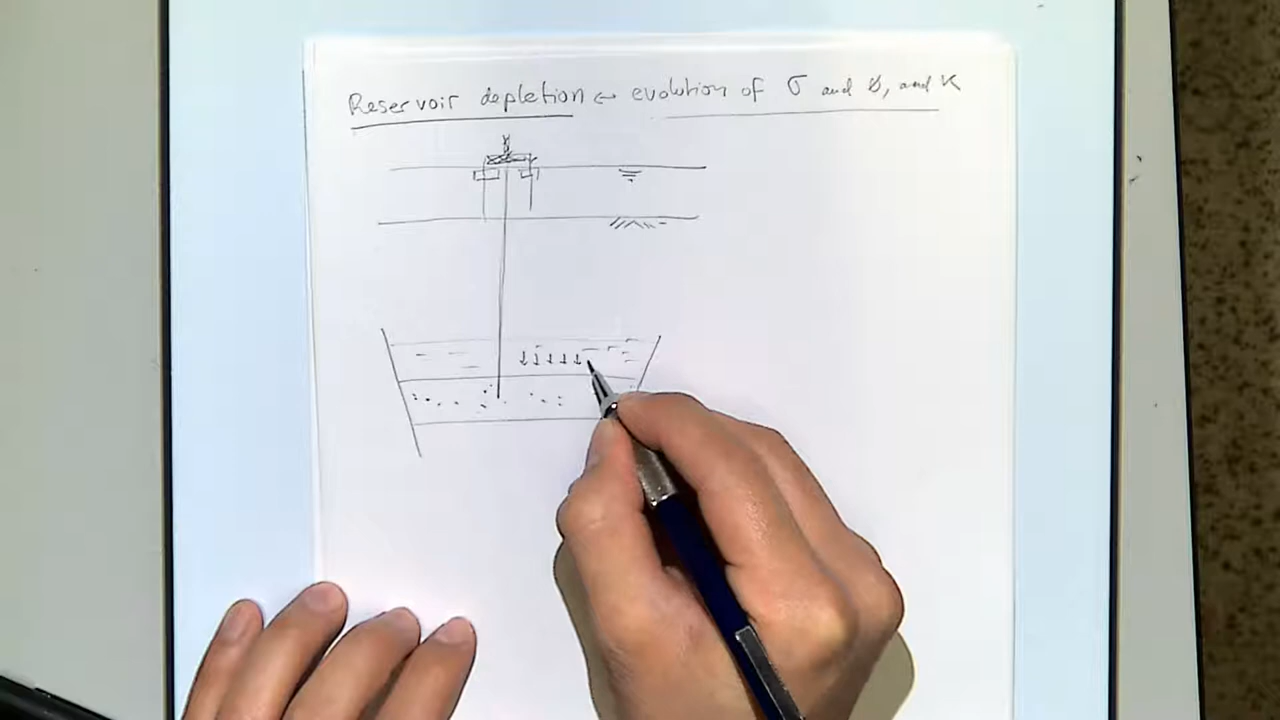 Reservoir depletion ↔ evolution of σ and φ, and k